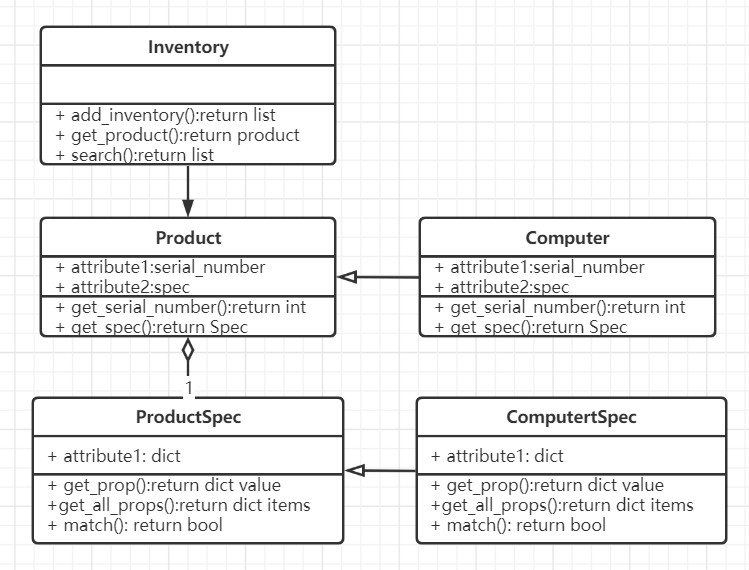 Inventory
+ add_inventory():return list
+ get_product():return product
+ search():return list
Product
+ attribute1:serial_number
+ attribute2:spec
+ get_serial_number():return int
+ get_spec():return Spec
Computer
+ attribute1:serial_number
+ attribute2:spec
+ get_serial_number():return int
+ get_spec():return Spec
1
ProductSpec
+ attribute1: dict
+ get_prop():return dict value
+get_all_props():return dict items
+ match(): return bool
ComputertSpec
+ attribute1: dict
+ get_prop():return dict value
+get_all_props():return dict items
+ match(): return bool